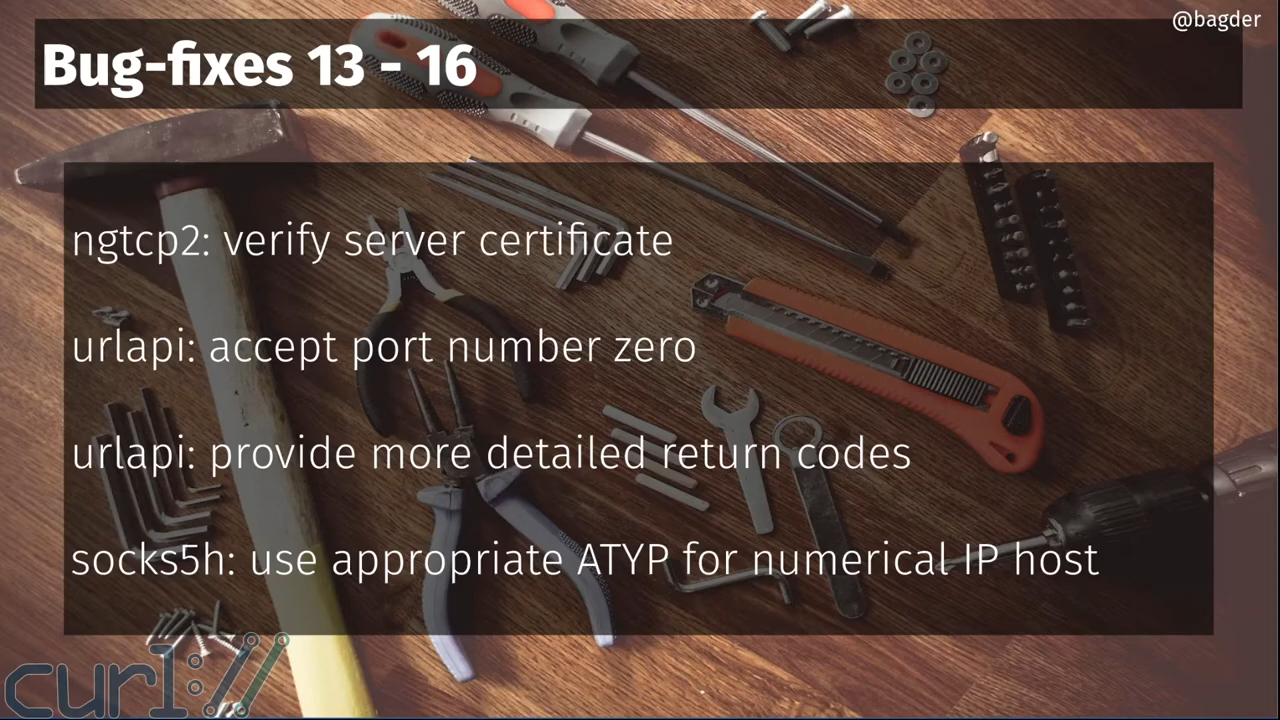 @bagder
Bug-fixes 13 - 16
ngtcp2: verify server certificate
urlapi: accept port number zero
urlapi: provide more detailed return codes
socks5h: use appropriate ATYP for numerical IP host
curl://